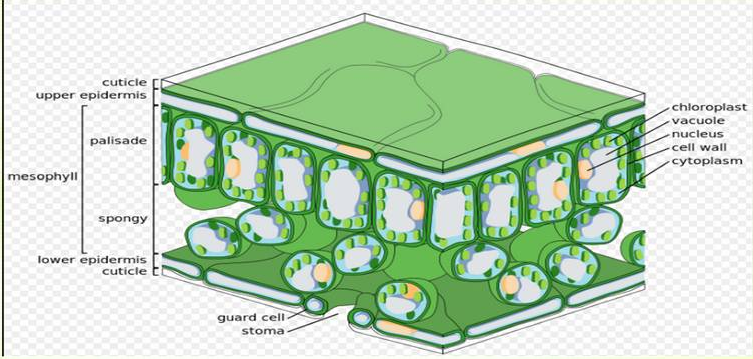 cuticle
upper epidermis
palisade
mesophyll
spongy
lower epidermis
cuticle
guard cell
stoma
chloroplast
vacuole
nucleus
cell wall
cytoplasm